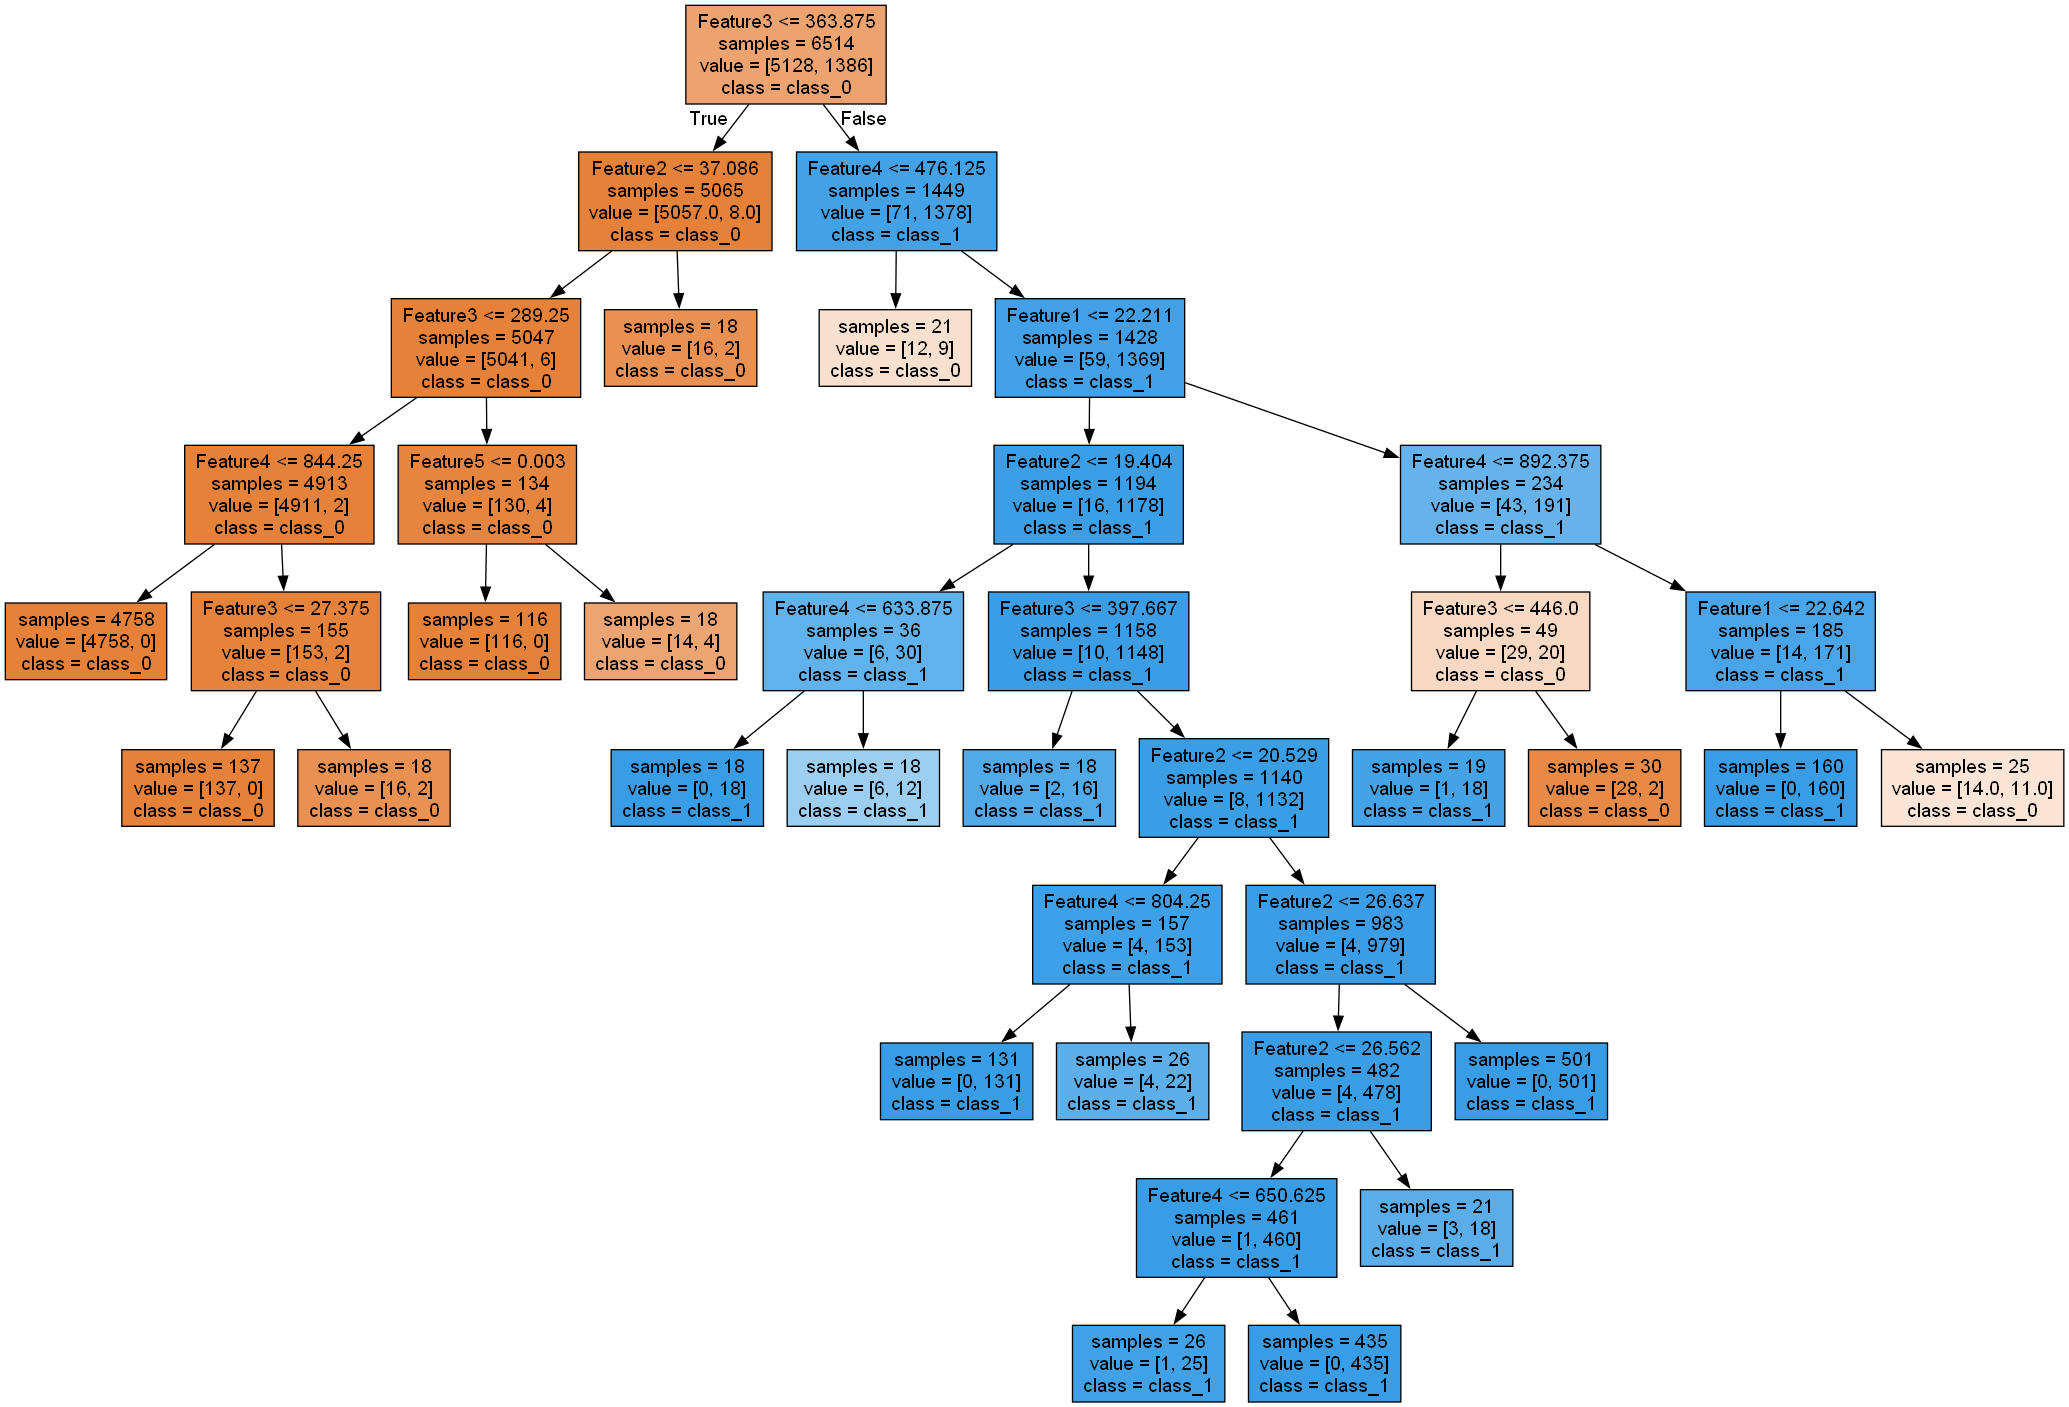 Feature3 <= 363.875
samples = 6514
value = [5128, 1386]
class = class_0
True
False
Feature2 <= 37.086
samples = 5065
value = [5057.0, 8.0]
class = class_0
Feature4 <= 476.125
samples = 1449
value = [71, 1378]
class = class_1
Feature3 <= 289.25
samples = 5047
value = [5041, 6]
class = class_0
samples = 18
value = [16, 2]
class = class_0
samples = 21
value = [12, 9]
class = class_0
Feature1 <= 22.211
samples = 1428
value = [59, 1369]
class = class_1
Feature4 <= 844.25
samples = 4913
value = [4911, 2]
class = class_0
Feature5 <= 0.003
samples = 134
value = [130, 4]
class = class_0
Feature2 <= 19.404
samples = 1194
value = [16, 1178]
class = class_1
Feature4 <= 892.375
samples = 234
value = [43, 191]
class = class_1
samples = 4758
value = [4758, 0]
class = class_0
Feature3 <= 27.375
samples = 155
value = [153, 2]
class = class_0
samples = 116
value = [116, 0]
class = class_0
samples = 18
value = [14, 4]
class = class_0
Feature4 <= 633.875
samples = 36
value = [6, 30]
class = class_1
Feature3 <= 397.667
samples = 1158
value = [10, 1148]
class = class_1
Feature3 <= 446.0
samples = 49
value = [29, 20]
class = class_0
Feature1 <= 22.642
samples = 185
value = [14, 171]
class = class_1
samples = 137
value = [137, 0]
class = class_0
samples = 18
value = [16, 2]
class = class_0
samples = 18
value = [0, 18]
class = class_1
samples = 18
value = [6, 12]
class = class_1
samples = 18
value = [2, 16]
class = class_1
Feature2 <= 20.529
samples = 1140
value = [8, 1132]
class = class_1
samples = 19
value = [1, 18]
class = class_1
samples = 30
value = [28, 2]
class = class_0
samples = 160
value = [0, 160]
class = class_1
samples = 25
value = [14.0, 11.0]
class = class_0
Feature4 <= 804.25
samples = 157
value = [4, 153]
class = class_1
Feature2 <= 26.637
samples = 983
value = [4, 979]
class = class_1
samples = 131
value = [0, 131]
class = class_1
samples = 26
value = [4, 22]
class = class_1
Feature2 <= 26.562
samples = 482
value = [4, 478]
class = class_1
samples = 501
value = [0, 501]
class = class_1
Feature4 <= 650.625
samples = 461
value = [1, 460]
class = class_1
samples = 21
value = [3, 18]
class = class_1
samples = 26
value = [1, 25]
class = class_1
samples = 435
value = [0, 435]
class = class_1